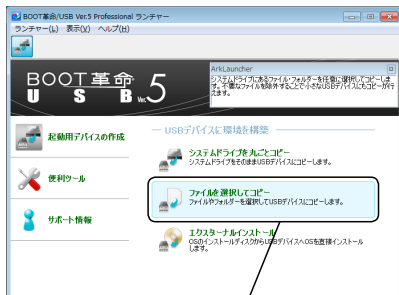 BOOT革命/USB Ver.5 Professional ランチャー
ランチャー(L) 表示(V) ヘルプ(H)
ArkLauncher
システムドライブにあるファイル・フォルダーを任意に選択してコピーしま
す。不要なファイルを除外することで小さなUSBデバイスにもコピーが行
えます。
BOOT革命
USB Ver.5
起動用デバイスの作成
便利ツール
サポート情報
USBデバイスに環境を構築
システムドライブを丸ごとコピー
システムドライブをそのままUSBデバイスにコピーします。
ファイルを選択してコピー
ファイルやフォルダーを選択してUSBデバイスにコピーします。
エクスターナルインストール
OSのインストールディスクからUSBデバイスへOSを直接インストール
します。